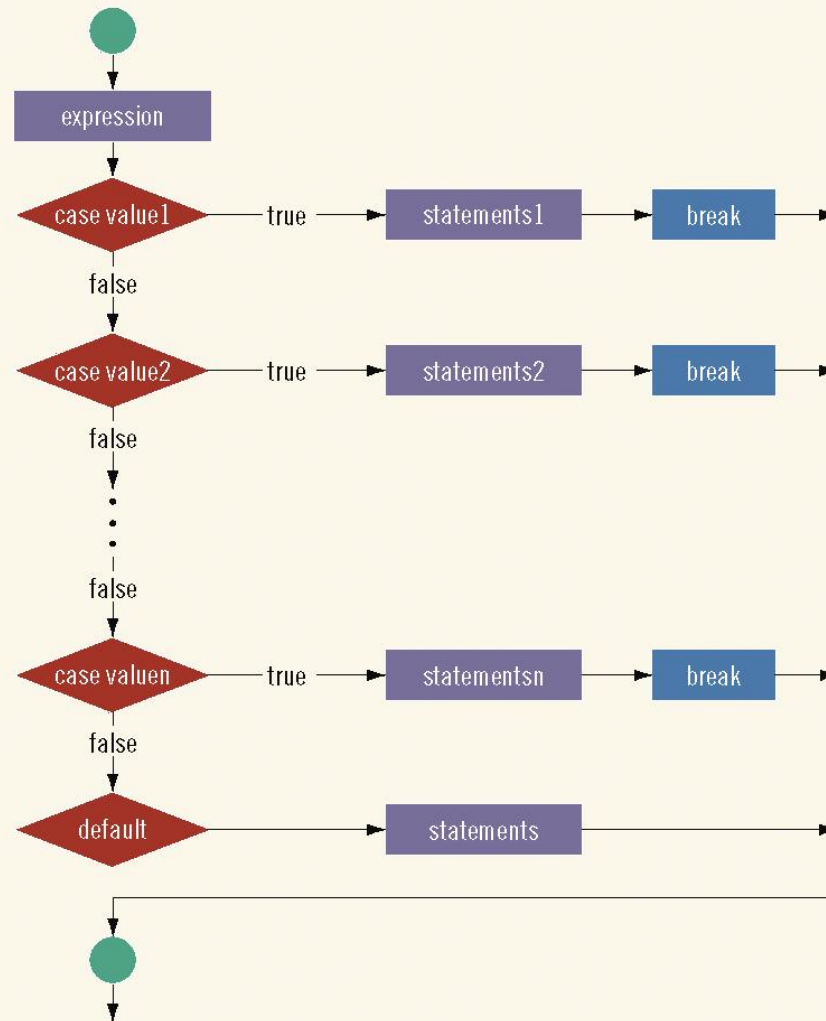 expression
case value1 true statements1 break
false
case value2 true statements2 break
false
false
case valuen true statementsn break
false
default statements